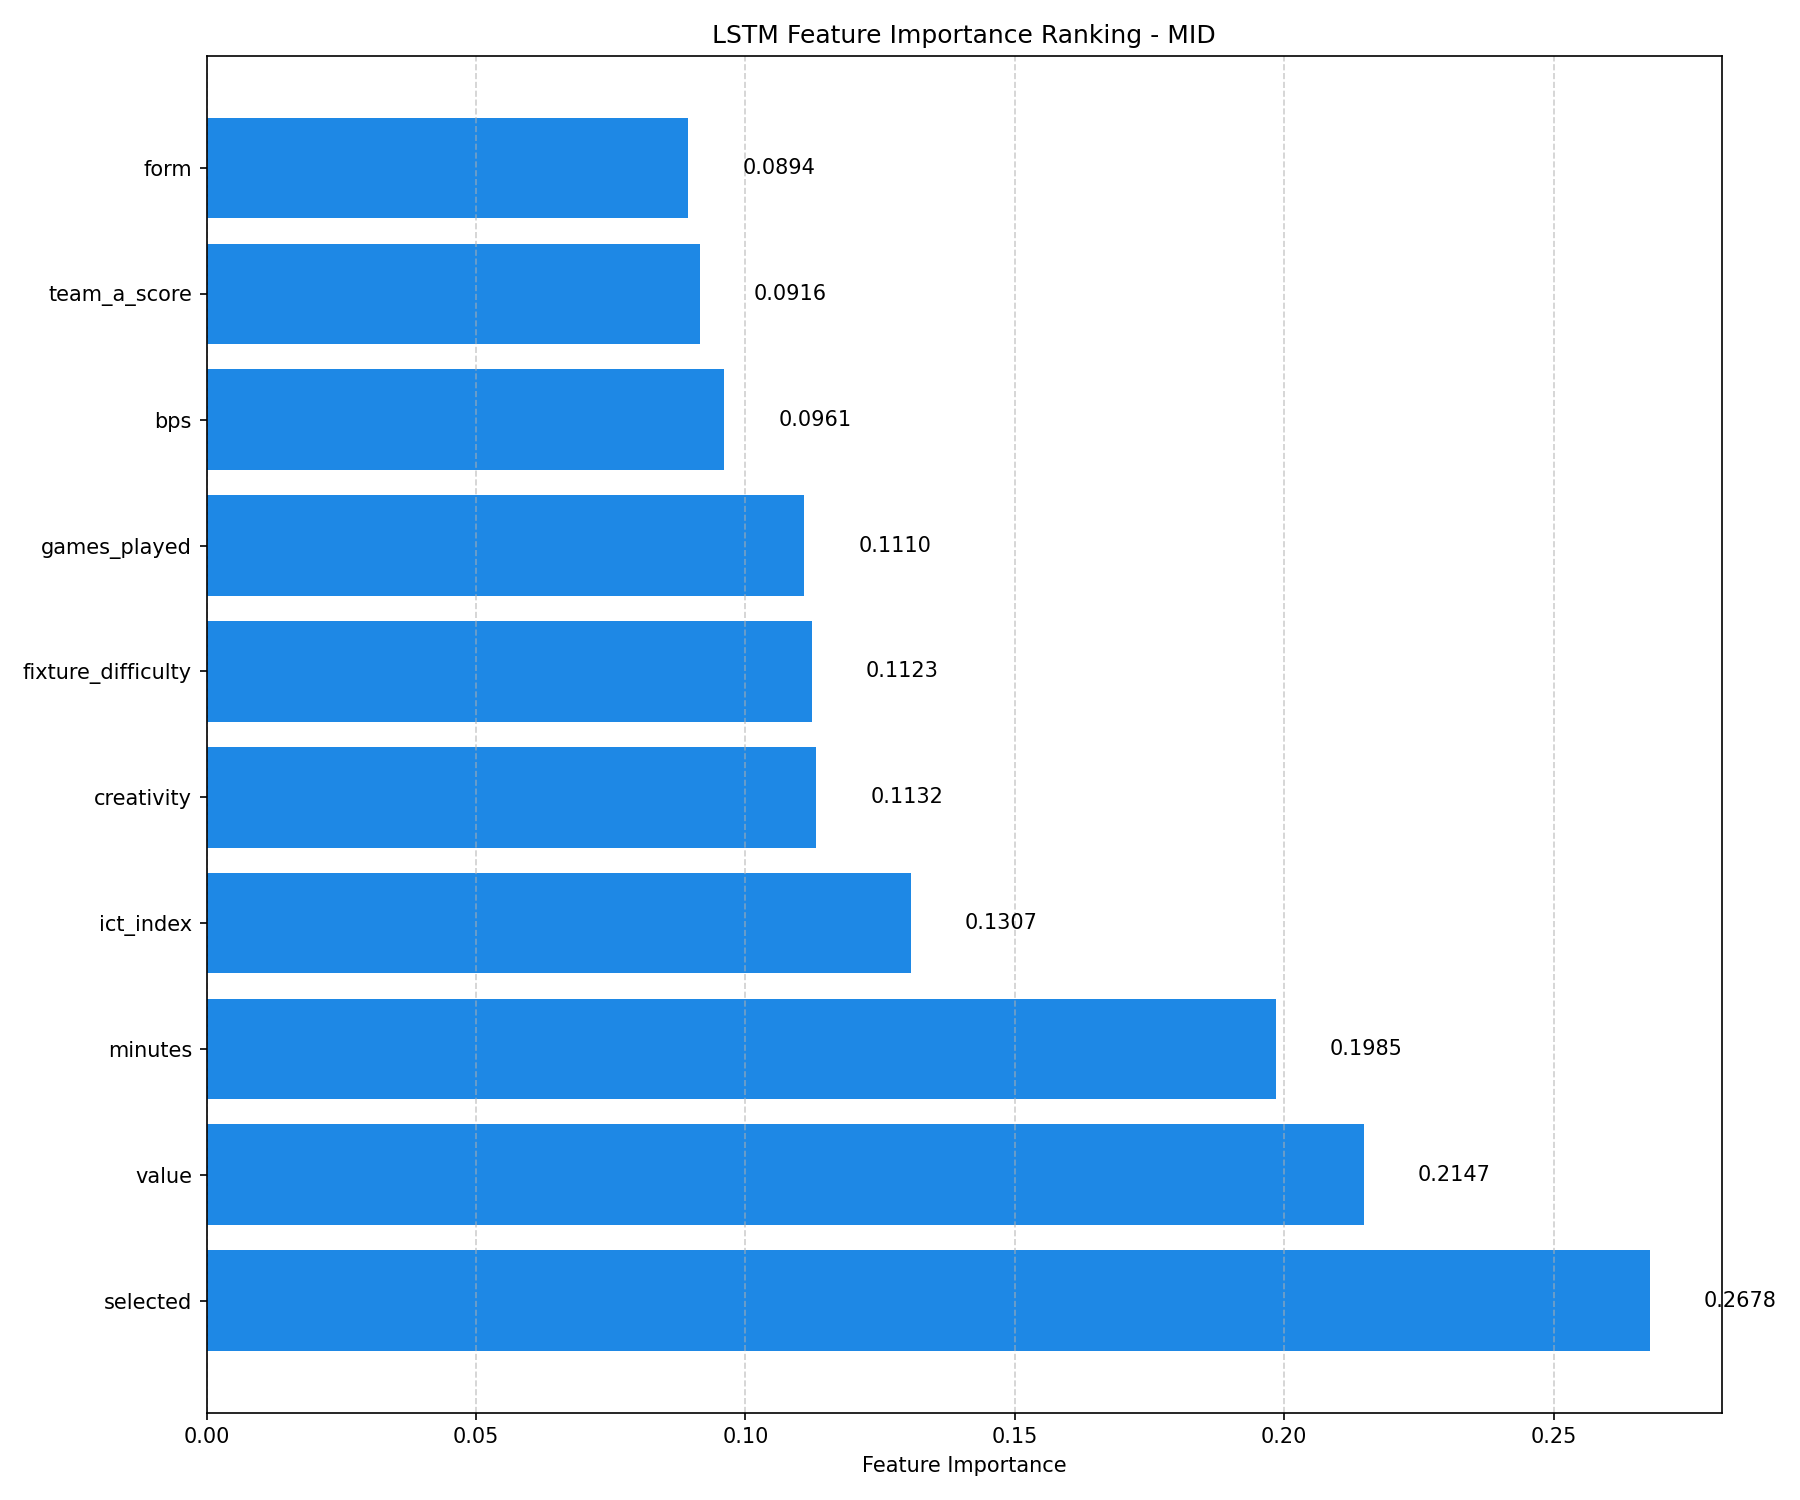 LSTM Feature Importance Ranking - MID
form 0.0894
team_a_score 0.0916
bps 0.0961
games_played 0.1110
fixture_difficulty 0.1123
creativity 0.1132
ict_index 0.1307
minutes 0.1985
value 0.2147
selected 0.2678
0.00 0.05 0.10 0.15 0.20 0.25
Feature Importance